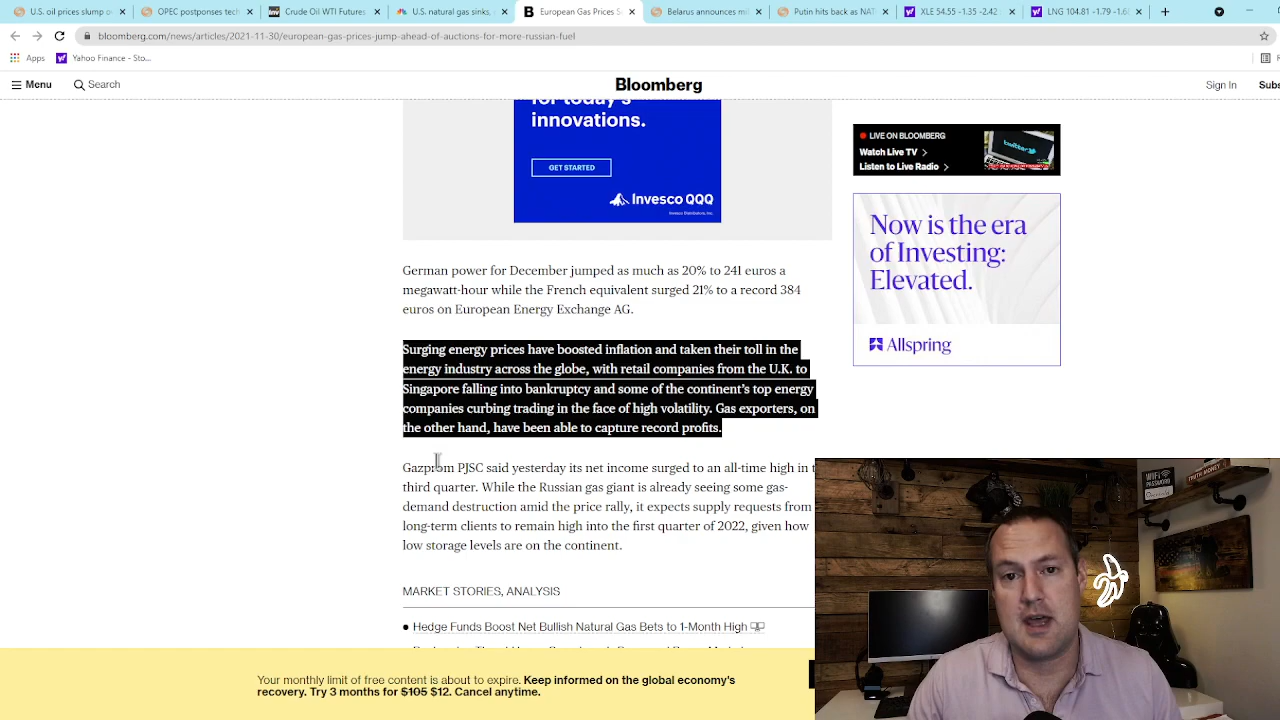 U.S. oil prices slump o
OPEC postpones tech
Crude Oil WTI Futures
U.S. natural gas sinks,
European Gas Prices S
Belarus announces mil
Putin hits back as NAT
XLE 54.55 -1.35 -2.42
LNG 104.81 -1.79 -1.6
bloomberg.com/news/articles/2021-11-30/european-gas-prices-jump-ahead-of-auctions-for-more-russian-fuel
Apps Yahoo Finance - Sto...
Menu Search Bloomberg Sign In Subs
for today's
innovations.
GET STARTED
Invesco QQQ
Invesco Distributors, Inc.
LIVE ON BLOOMBERG
Watch Live TV >
Listen to Live Radio >
Now is the era
of Investing:
Elevated.
Allspring
German power for December jumped as much as 20% to 241 euros a
megawatt-hour while the French equivalent surged 21% to a record 384
euros on European Energy Exchange AG.
Surging energy prices have boosted inflation and taken their toll in the
energy industry across the globe, with retail companies from the U.K. to
Singapore falling into bankruptcy and some of the continent's top energy
companies curbing trading in the face of high volatility. Gas exporters, on
the other hand, have been able to capture record profits.
Gazprom PJSC said yesterday its net income surged to an all-time high in t
third quarter. While the Russian gas giant is already seeing some gas-
demand destruction amid the price rally, it expects supply requests from
long-term clients to remain high into the first quarter of 2022, given how
low storage levels are on the continent.
MARKET STORIES, ANALYSIS
Hedge Funds Boost Net Bullish Natural Gas Bets to 1-Month High
Your monthly limit of free content is about to expire. Keep informed on the global economy's
recovery. Try 3 months for $105 $12. Cancel anytime.
WIFI
PASSWORD